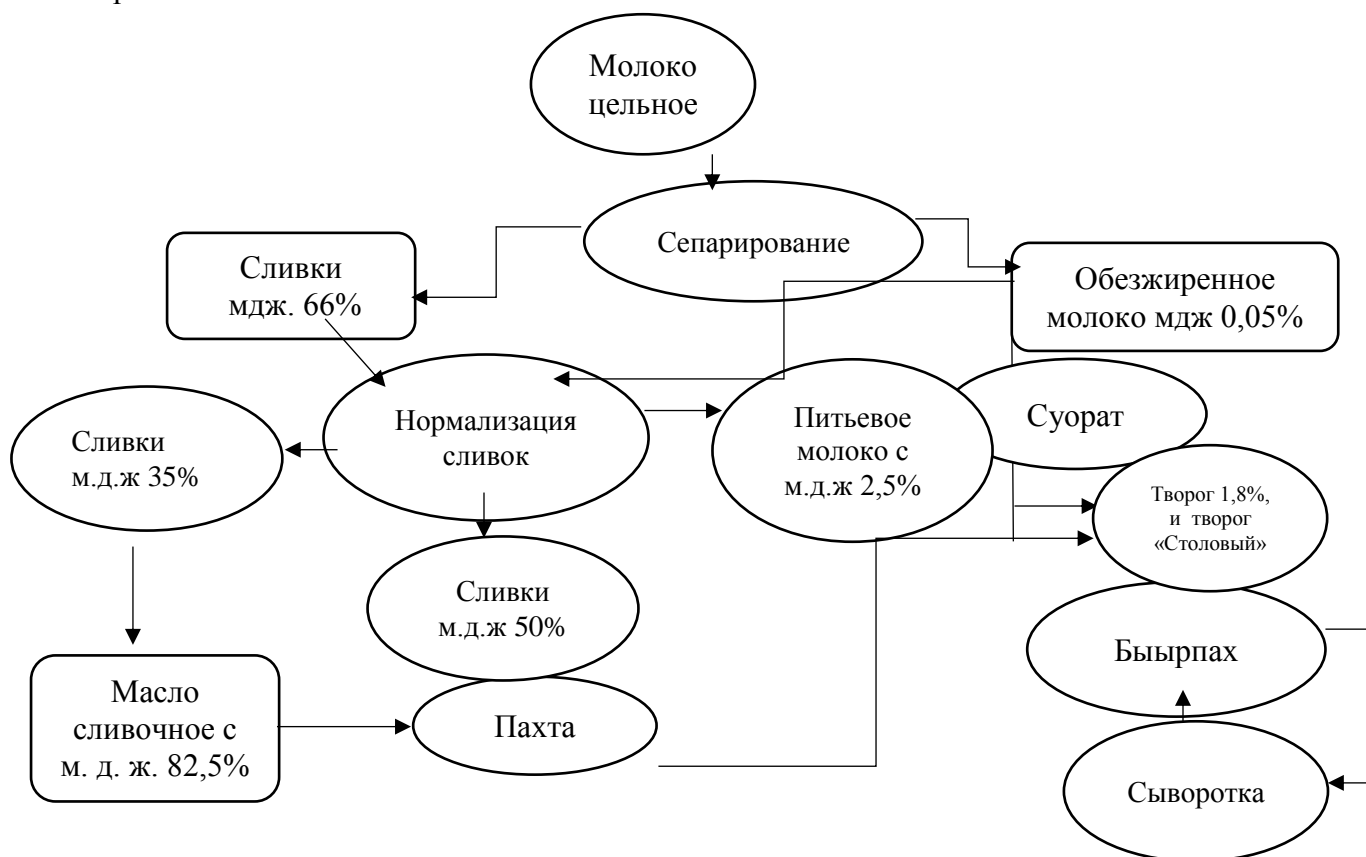 Молоко
цельное
Сепарирование
Сливки
мдж. 66%
Обезжиренное
молоко мдж 0,05%
Нормализация
сливок
Питьевое
молоко с
м.д.ж 2,5%
Суорат
Сливки
м.д.ж 35%
Творог 1,8%,
и творог
«Столовый»
Сливки
м.д.ж 50%
Быырпах
Масло
сливочное с
м. д. ж. 82,5%
Пахта
Сыворотка